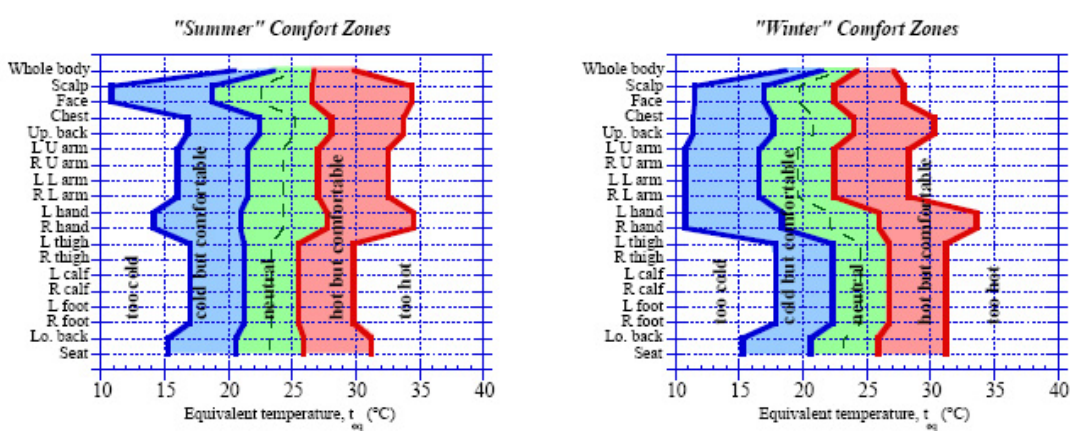 "Summer" Comfort Zones
Whole body
Scalp
Face
Chest
Up. back
L U arm
R U arm
L L arm
R L arm
L hand
R hand
L thigh
R thigh
L calf
R calf
L foot
R foot
Lo. back
Seat
too cold
cold but comfortable
neutral
hot but comfortable
too hot
10 15 20 25 30 35 40
Equivalent temperature, t eq (°C)
"Winter" Comfort Zones
Whole body
Scalp
Face
Chest
Up. back
L U arm
R U arm
L L arm
R L arm
L hand
R hand
L thigh
R thigh
L calf
R calf
L foot
R foot
Lo. back
Seat
too cold
cold but comfortable
neutral
hot but comfortable
too hot
10 15 20 25 30 35 40
Equivalent temperature, t eq (°C)